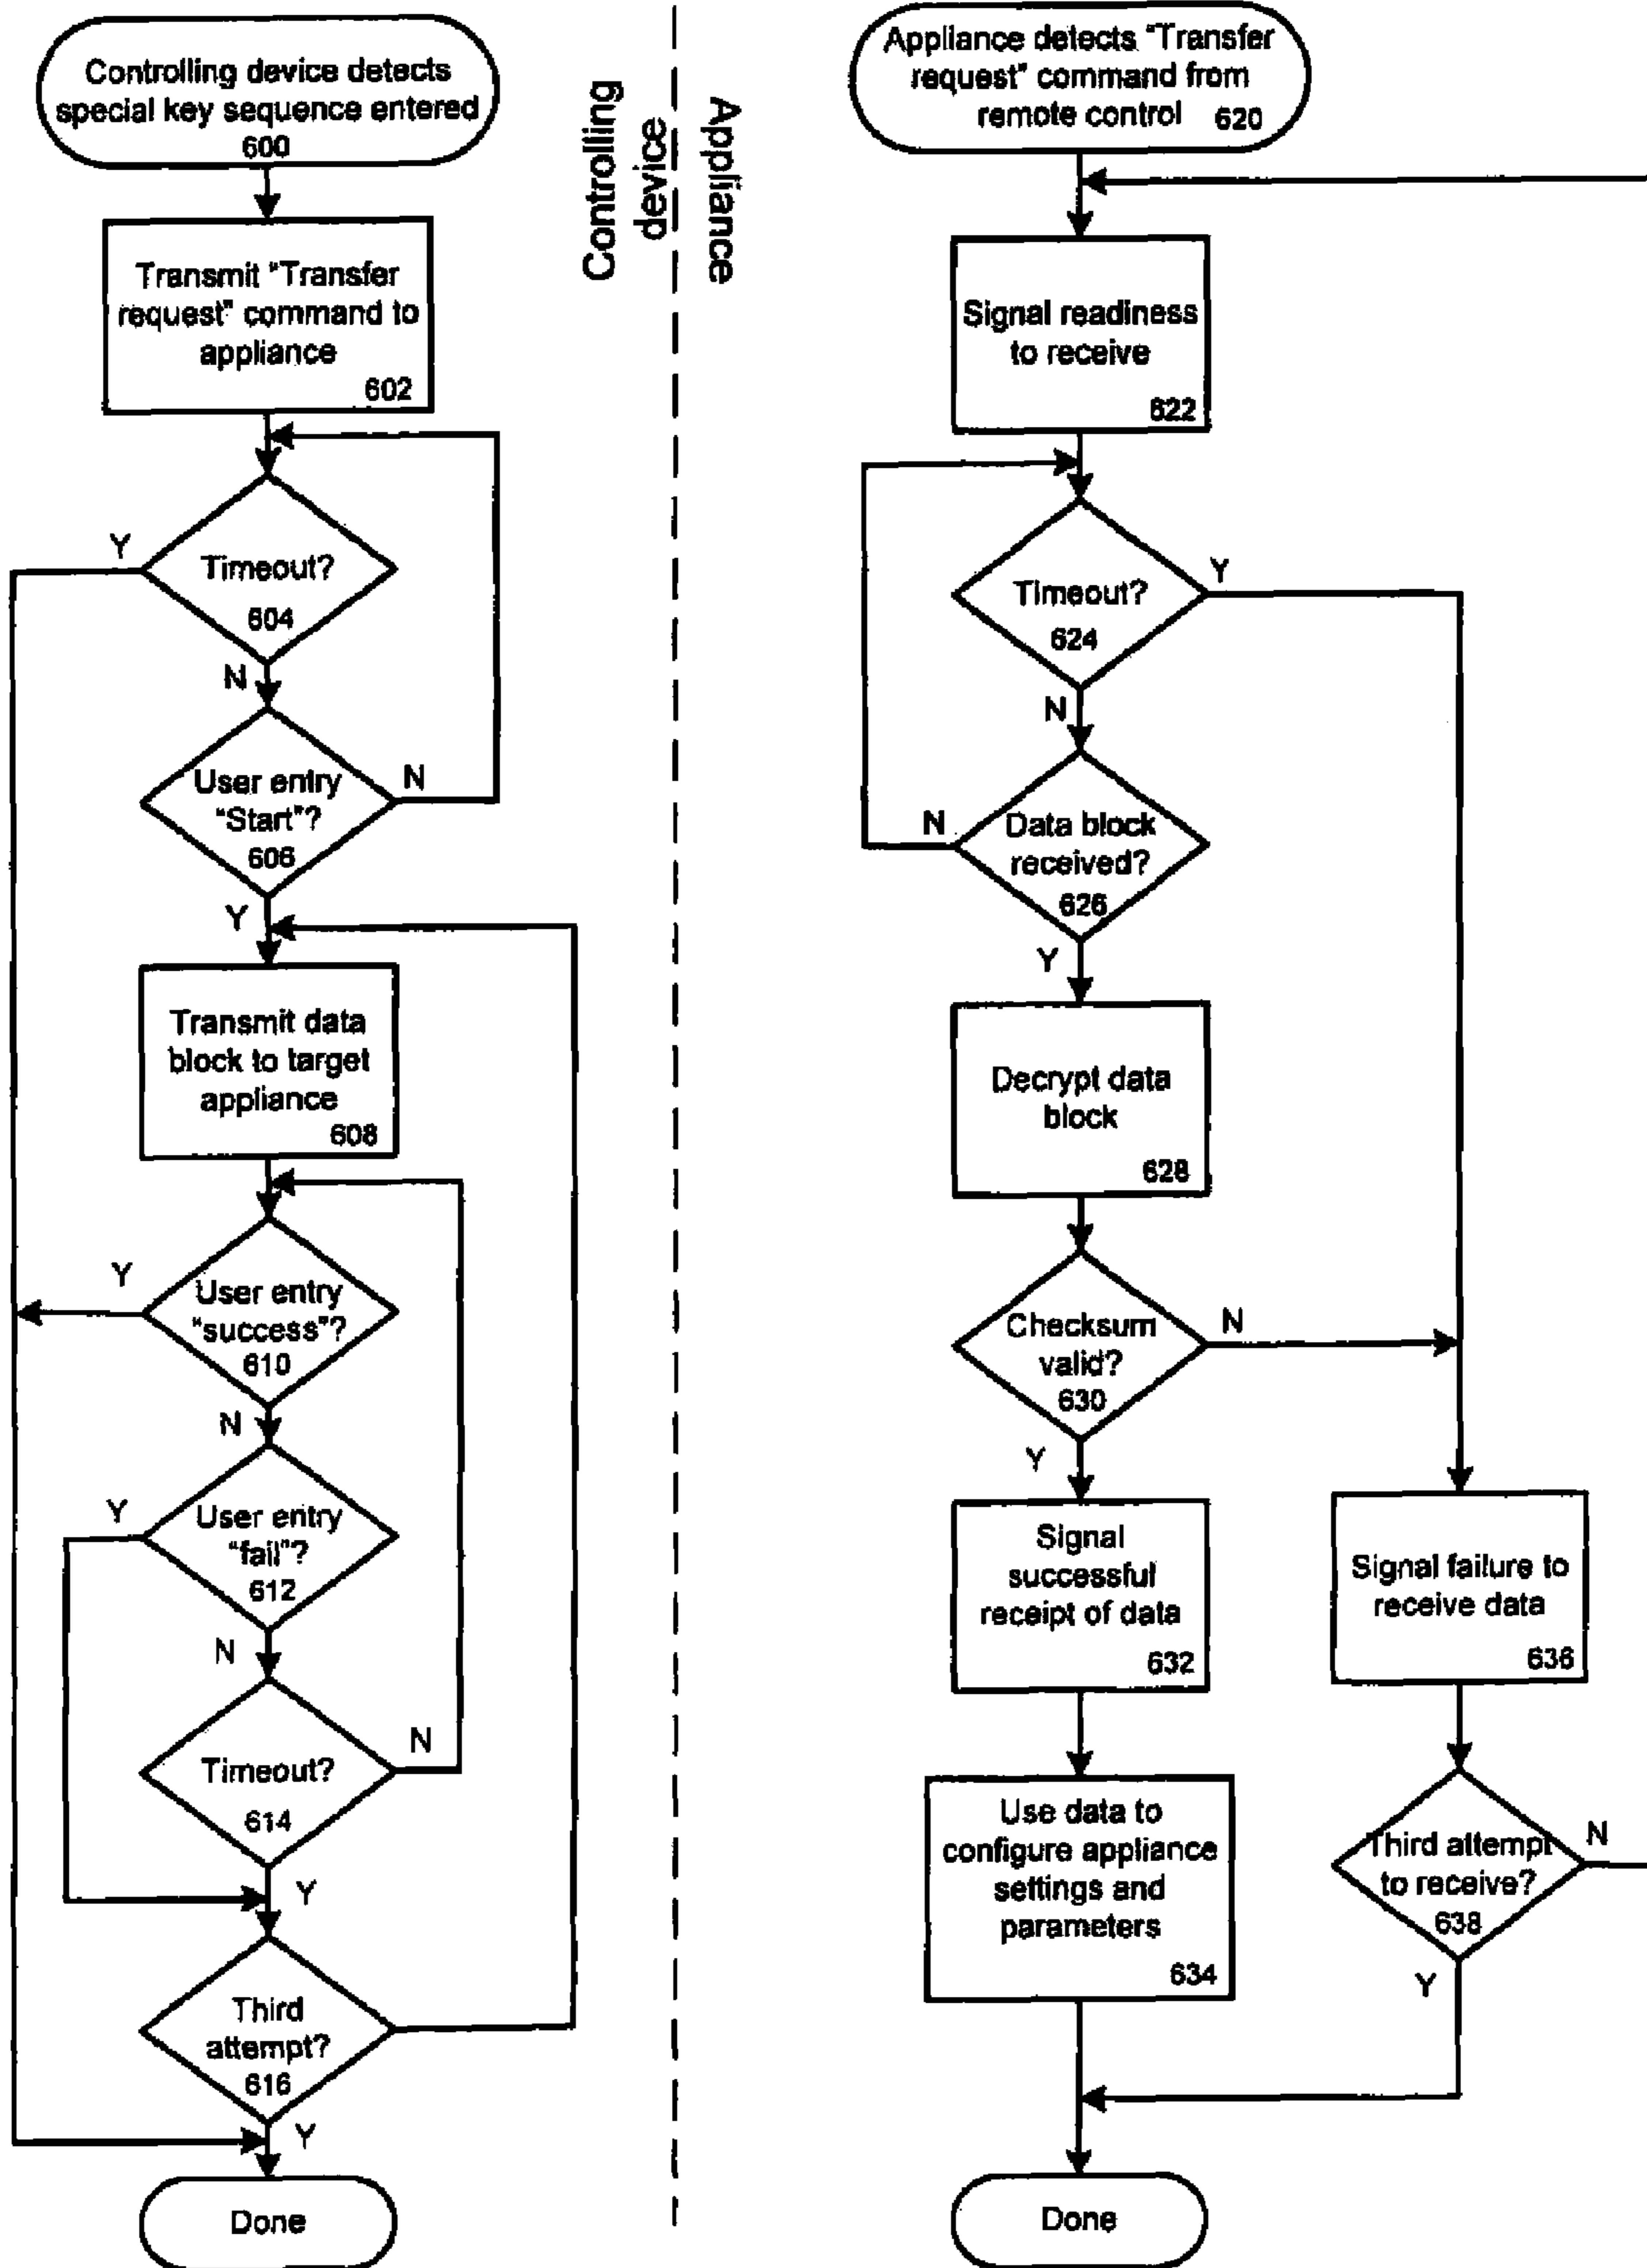 Controlling device detects
special key sequence entered
600
Transmit "Transfer
request" command to
appliance
602
Y
Timeout?
604
N
User entry
"Start"?
606
N
Y
Transmit data
block to target
appliance
608
Y
User entry
"success"?
610
N
Y
User entry
"fail"?
612
N
Timeout?
614
N
Y
Third
attempt?
616
Y
Done
Controlling
device
Appliance
Appliance detects "Transfer
request" command from
remote control 620
Signal readiness
to receive
622
Timeout?
624
Y
N
N
Data block
received?
626
Y
Decrypt data
block
628
Checksum
valid?
630
N
Y
Signal
successful
receipt of data
632
Signal failure to
receive data
636
Use data to
configure appliance
settings and
parameters
634
Third attempt
to receive?
638
N
Y
Done